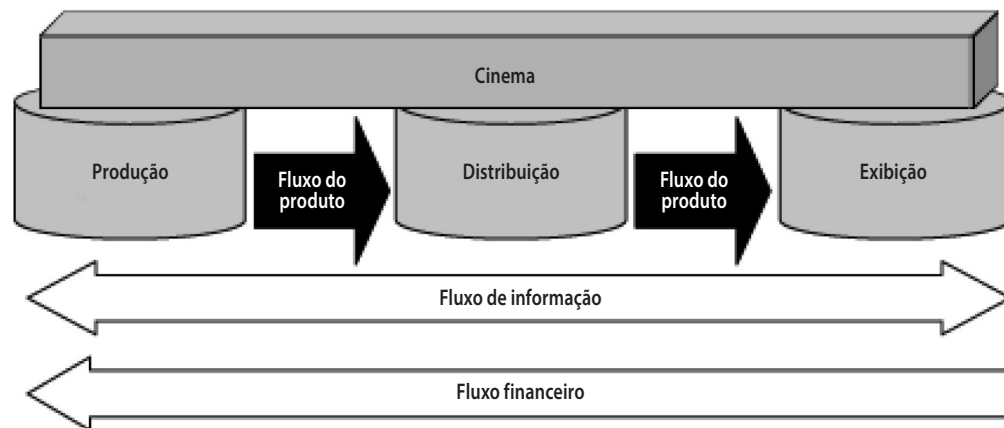 Cinema
Produção
Fluxo do
produto
Distribuição
Fluxo do
produto
Exibição
Fluxo de informação
Fluxo financeiro